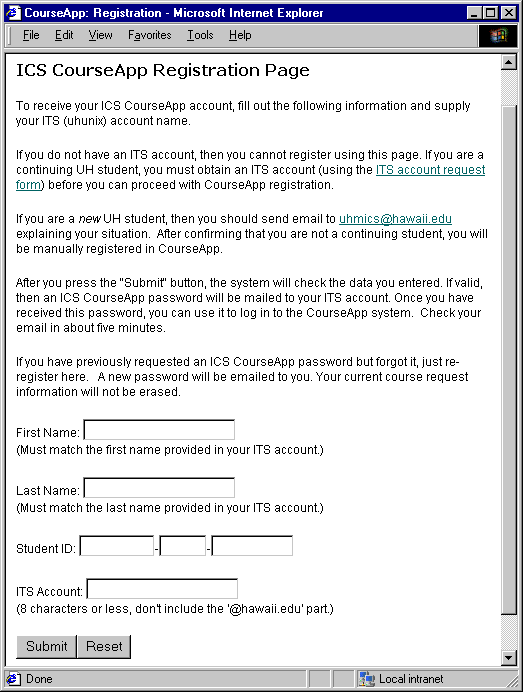 CourseApp: Registration - Microsoft Internet Explorer
File Edit View Favorites Tools Help
ICS CourseApp Registration Page
To receive your ICS CourseApp account, fill out the following information and supply
your ITS (uhunix) account name.
If you do not have an ITS account, then you cannot register using this page. If you are a
continuing UH student, you must obtain an ITS account (using the ITS account request
form) before you can proceed with CourseApp registration.
If you are a new UH student, then you should send email to uhmics@hawaii.edu
explaining your situation. After confirming that you are not a continuing student, you will
be manually registered in CourseApp.
After you press the "Submit" button, the system will check the data you entered. If valid,
then an ICS CourseApp password will be mailed to your ITS account. Once you have
received this password, you can use it to log in to the CourseApp system. Check your
email in about five minutes.
If you have previously requested an ICS CourseApp password but forgot it, just re-
register here. A new password will be emailed to you. Your current course request
information will not be erased.
First Name:
(Must match the first name provided in your ITS account.)
Last Name:
(Must match the last name provided in your ITS account.)
Student ID: - -
ITS Account:
(8 characters or less, don't include the '@hawaii.edu' part.)
Submit Reset
Done Local intranet